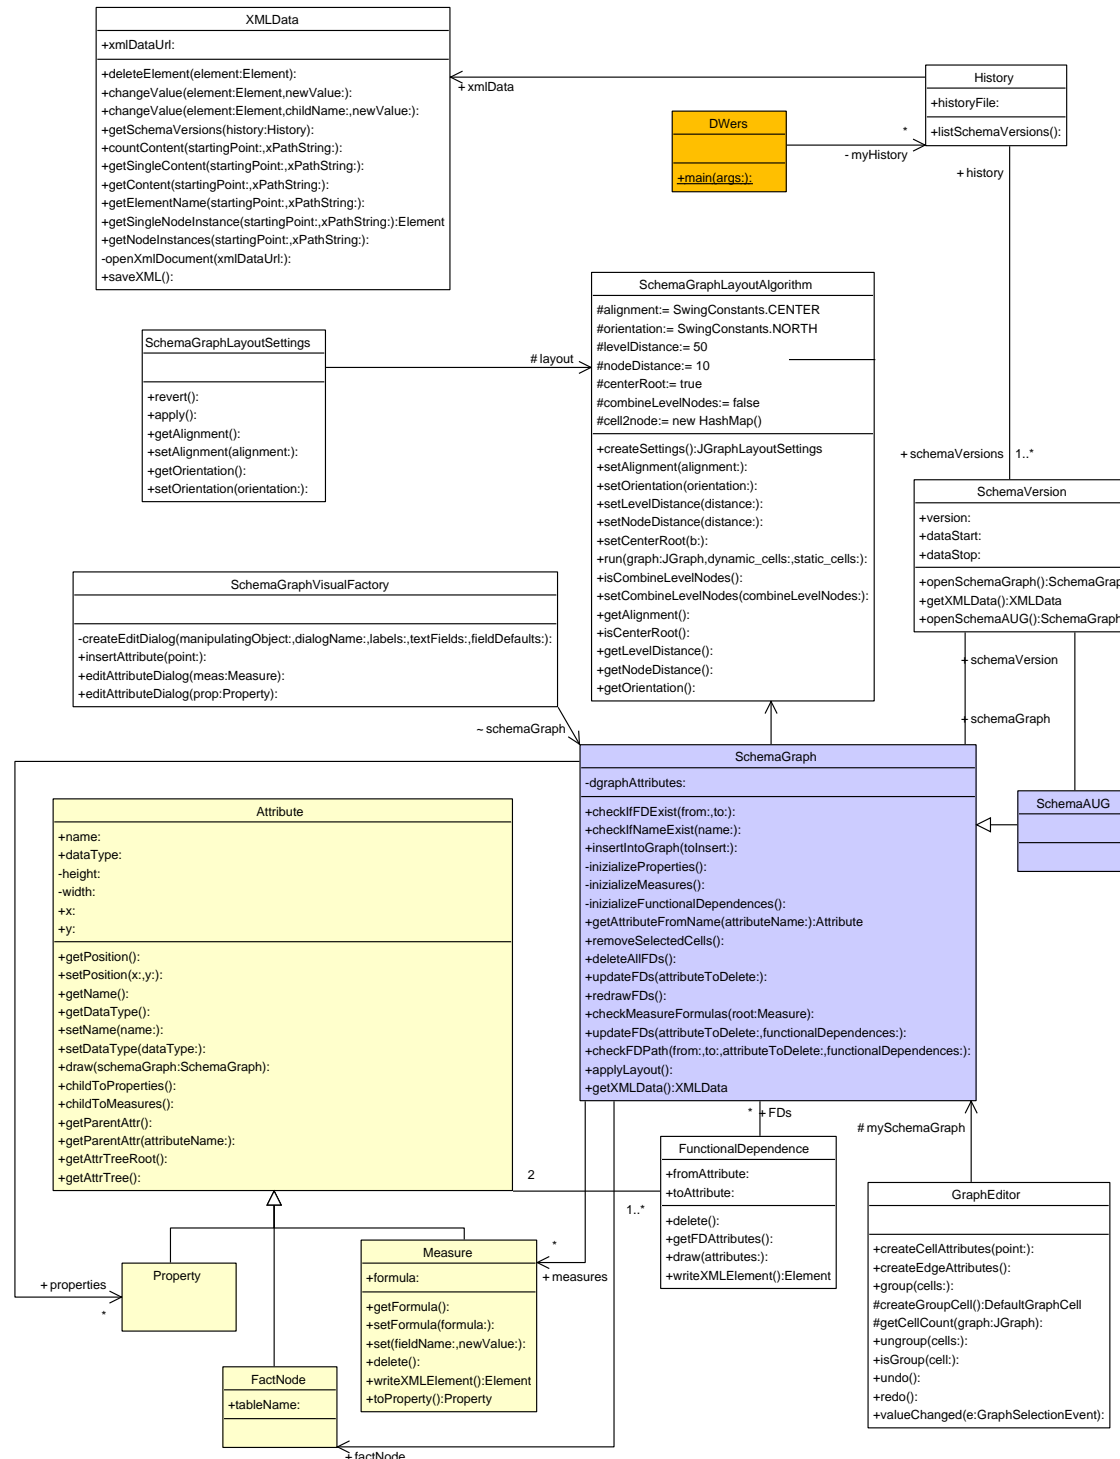 XMLData
+xmlDataUrl:
+deleteElement(element:Element):
+changeValue(element:Element,newValue:):
+changeValue(element:Element,childName:,newValue:):
+getSchemaVersions(history:History):
+countContent(startingPoint:,xPathString:):
+getSingleContent(startingPoint:,xPathString:):
+getContent(startingPoint:,xPathString:):
+getElementName(startingPoint:,xPathString:):
+getSingleNodeInstance(startingPoint:,xPathString:):Element
+getNodeInstances(startingPoint:,xPathString:):
-openXmlDocument(xmlDataUrl:):
+saveXML():
+ xmlData
History
+historyFile:
+listSchemaVersions():
DWers
+main(args:):
*
- myHistory
+ history
SchemaGraphLayoutAlgorithm
#alignment:= SwingConstants.CENTER
#orientation:= SwingConstants.NORTH
#levelDistance:= 50
#nodeDistance:= 10
#centerRoot:= true
#combineLevelNodes:= false
#cell2node:= new HashMap()
+createSettings():JGraphLayoutSettings
+setAlignment(alignment:):
+setOrientation(orientation:):
+setLevelDistance(distance:):
+setNodeDistance(distance:):
+setCenterRoot(b:):
+run(graph:JGraph,dynamic_cells:,static_cells:):
+isCombineLevelNodes():
+setCombineLevelNodes(combineLevelNodes:):
+getAlignment():
+isCenterRoot():
+getLevelDistance():
+getNodeDistance():
+getOrientation():
SchemaGraphLayoutSettings
+revert():
+apply():
+getAlignment():
+setAlignment(alignment:):
+getOrientation():
+setOrientation(orientation:):
# layout
+ schemaVersions
1..*
SchemaVersion
+version:
+dataStart:
+dataStop:
+openSchemaGraph():SchemaGrap
+getXMLData():XMLData
+openSchemaAUG():SchemaGraph
+ schemaVersion
+ schemaGraph
SchemaGraphVisualFactory
-createEditDialog(manipulatingObject:,dialogName:,labels:,textFields:,fieldDefaults:):
+insertAttribute(point:):
+editAttributeDialog(meas:Measure):
+editAttributeDialog(prop:Property):
~ schemaGraph
SchemaGraph
-dgraphAttributes:
+checkIfFDExist(from:,to:):
+checkIfNameExist(name:):
+insertIntoGraph(toInsert:):
-inizializeProperties():
-inizializeMeasures():
-inizializeFunctionalDependences():
+getAttributeFromName(attributeName:):Attribute
+removeSelectedCells():
+deleteAllFDs():
+updateFDs(attributeToDelete:):
+redrawFDs():
+checkMeasureFormulas(root:Measure):
+updateFDs(attributeToDelete:,functionalDependences:):
+checkFDPath(from:,to:,attributeToDelete:,functionalDependences:):
+applyLayout():
+getXMLData():XMLData
SchemaAUG
Attribute
+name:
+dataType:
-height:
-width:
+x:
+y:
+getPosition():
+setPosition(x:,y:):
+getName():
+getDataType():
+setName(name:):
+setDataType(dataType:):
+draw(schemaGraph:SchemaGraph):
+childToProperties():
+childToMeasures():
+getParentAttr():
+getParentAttr(attributeName:):
+getAttrTreeRoot():
+getAttrTree():
* + FDs
2
1..*
FunctionalDependence
+fromAttribute:
+toAttribute:
+delete():
+getFDAttributes():
+draw(attributes:):
+writeXMLElement():Element
# mySchemaGraph
GraphEditor
+createCellAttributes(point:):
+createEdgeAttributes():
+group(cells:):
#createGroupCell():DefaultGraphCell
#getCellCount(graph:JGraph):
+ungroup(cells:):
+isGroup(cell:):
+undo():
+redo():
+valueChanged(e:GraphSelectionEvent):
+ properties
*
Property
Measure
+formula:
+getFormula():
+setFormula(formula:):
+set(fieldName:,newValue:):
+delete():
+writeXMLElement():Element
+toProperty():Property
*
+ measures
FactNode
+tableName:
+ factNode